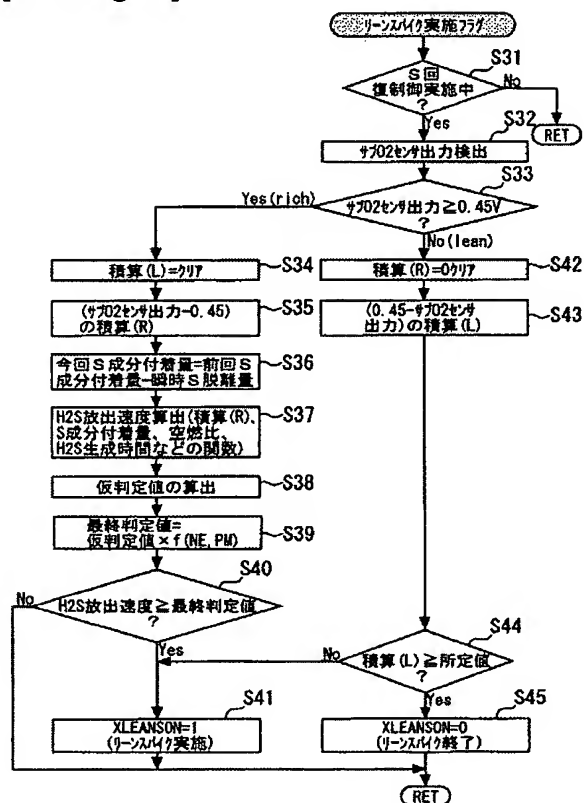 リーンスパイク実施フラグ
S31
S回
復制御実施中
?
No
RET
Yes
S32
サブO2センサ出力検出
S33
サブO2センサ出力≧0.45V
?
Yes(rich)
No(lean)
積算(L)=クリア
S34
積算(R)=0クリア
S42
(サブO2センサ出力-0.45)
の積算(R)
S35
(0.45-サブO2センサ
出力)の積算(L)
S43
今回S成分付着量=前回S
成分付着量-瞬時S脱離量
S36
H2S放出速度算出(積算(R)、
S成分付着量、空燃比、
H2S生成時間などの関数)
S37
仮判定値の算出
S38
最終判定値=
仮判定値×f(NE,PM)
S39
S40
No
H2S放出速度≧最終判定値
?
Yes
S44
No
積算(L)≧所定値
?
Yes
S41
XLEANSON=1
(リーンスパイク実施)
S45
XLEANSON=0
(リーンスパイク終了)
RET